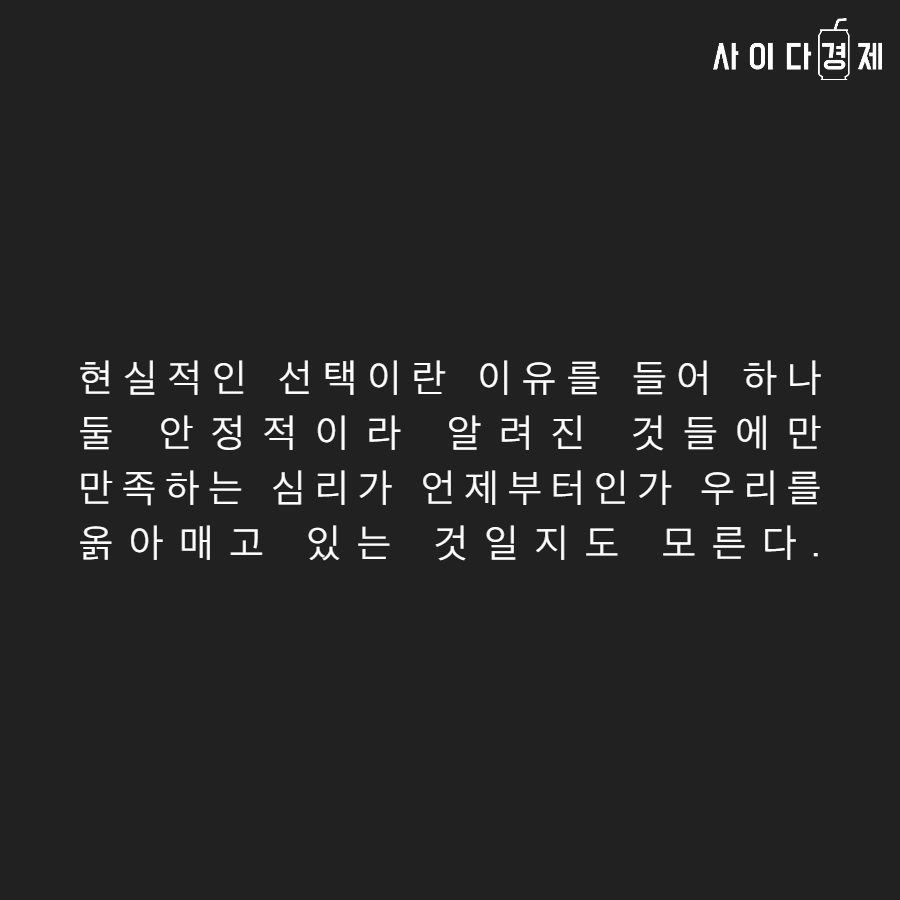 사이다경제
현실적인 선택이란 이유를 들어 하나
둘 안정적이라 알려진 것들에만
만족하는 심리가 언제부터인가 우리를
옭아매고 있는 것일지도 모른다.